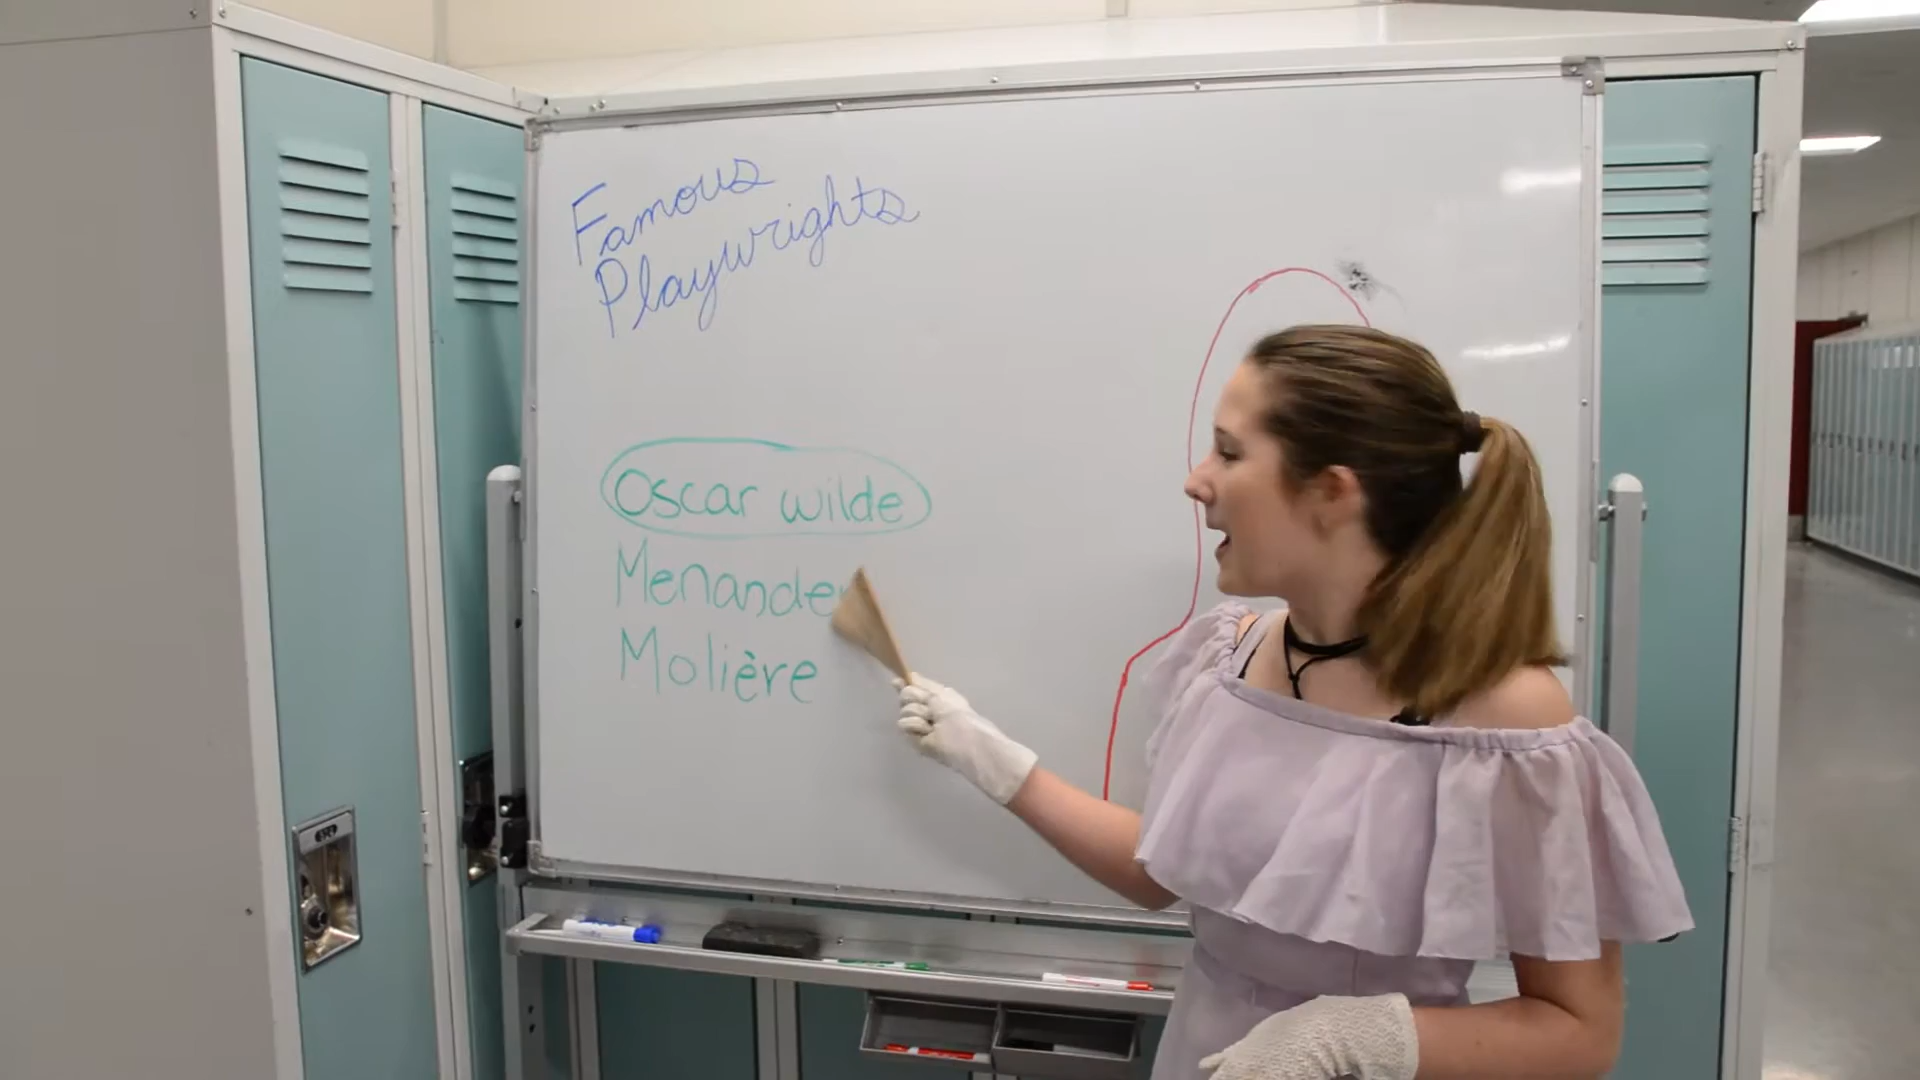 Famous
Playwrights
Oscar wilde
Menander
Molière